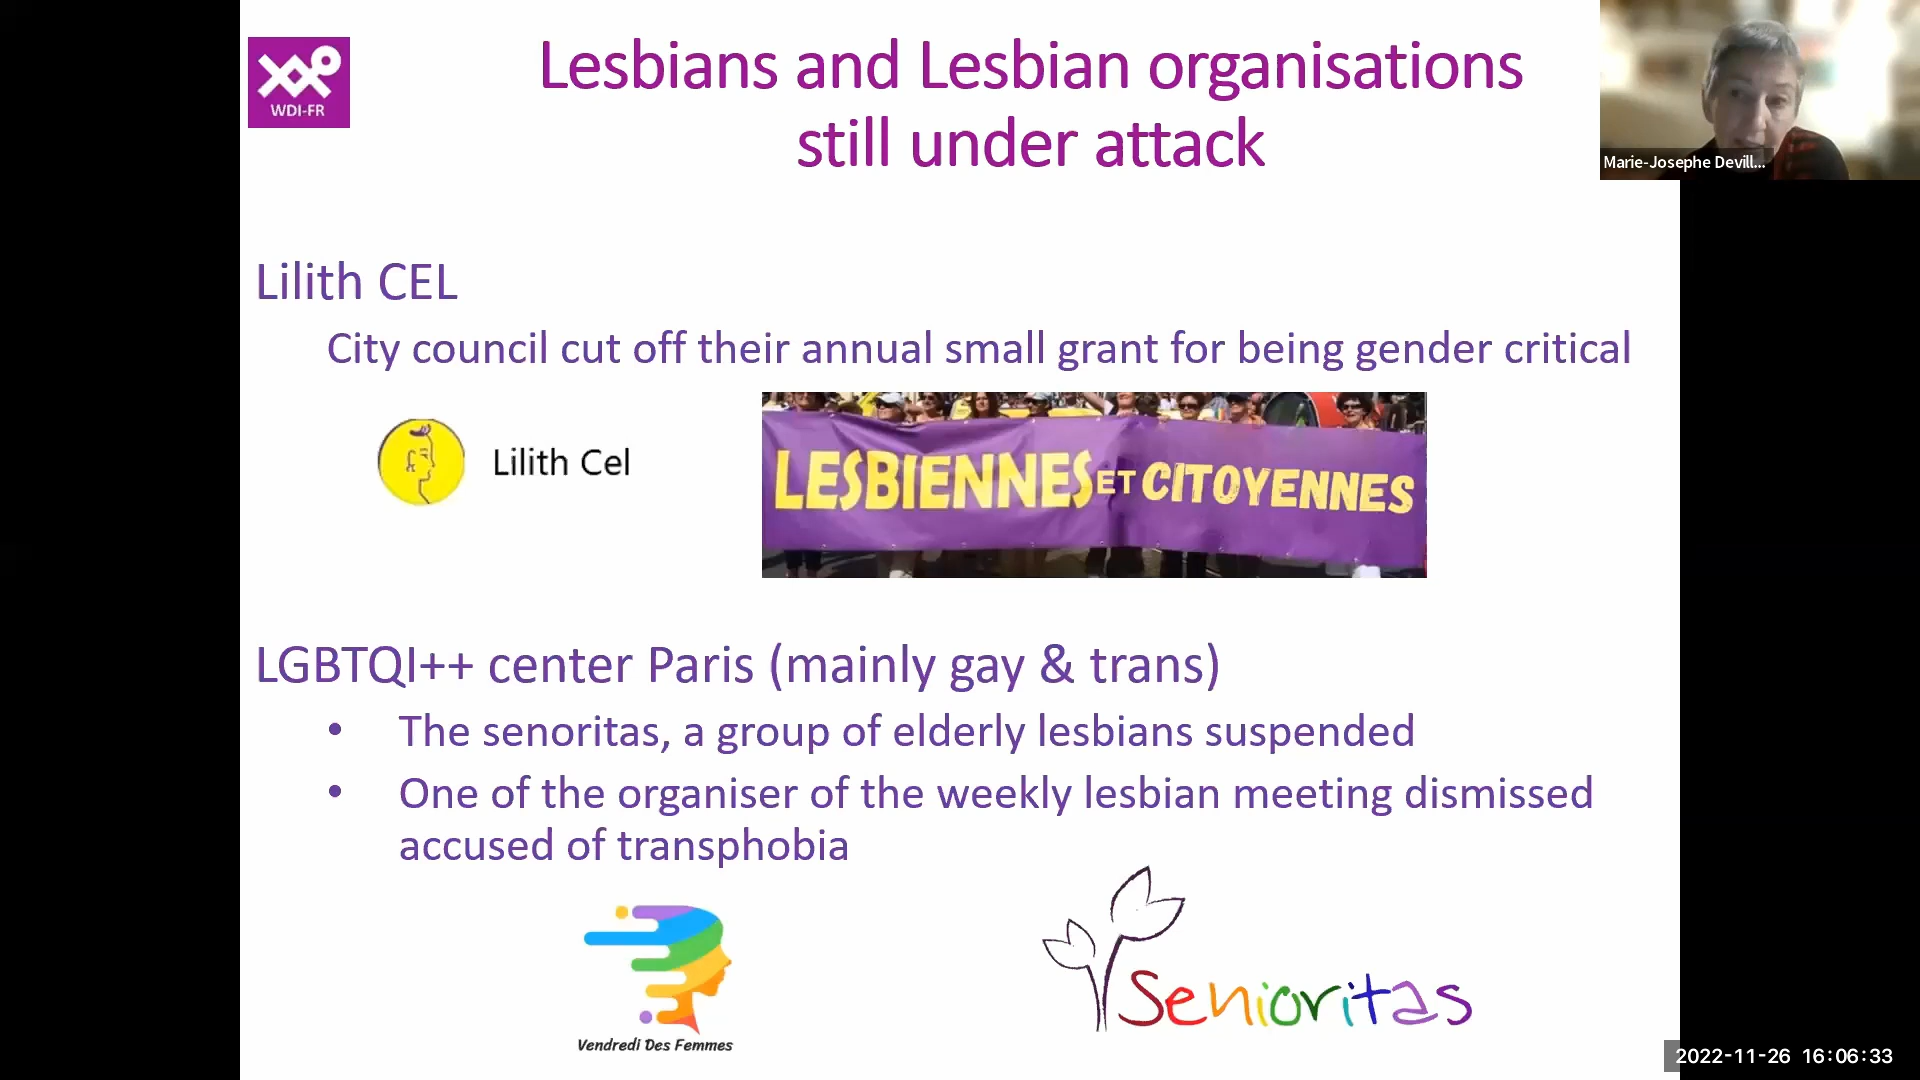 WDI-FR
Lesbians and Lesbian organisations
still under attack
Marie-Josephe Devill...
Lilith CEL
City council cut off their annual small grant for being gender critical
Lilith Cel
LESBIENNES ET CITOYENNES
LGBTQI++ center Paris (mainly gay & trans)
• The senoritas, a group of elderly lesbians suspended
• One of the organiser of the weekly lesbian meeting dismissed
accused of transphobia
Vendredi Des Femmes
Senioritas
2022-11-26 16:06:33